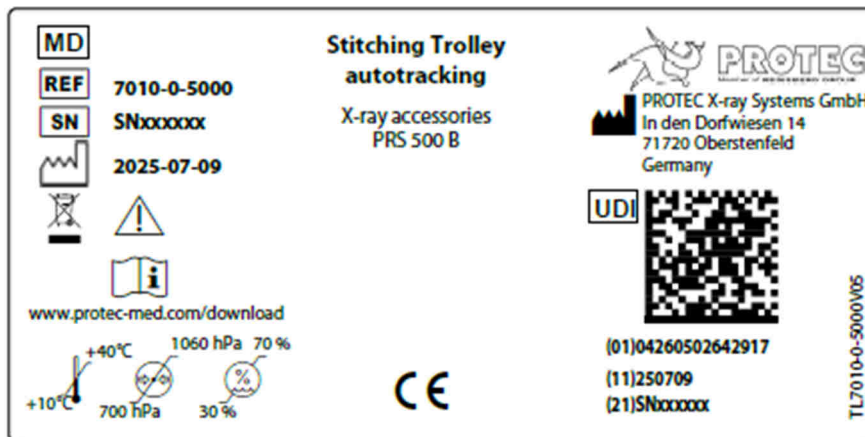 MD
REF 7010-0-5000
SN SNxxxxxx
2025-07-09
i
www.protec-med.com/download
+40°C
+10°C
1060 hPa
700 hPa
70 %
%
30 %
Stitching Trolley
autotracking
X-ray accessories
PRS 500 B
CE
PROTEC
PROTEC X-ray Systems GmbH
In den Dorfwiesen 14
71720 Oberstenfeld
Germany
UDI
(01)04260502642917
(11)250709
(21)SNxxxxxx
TL7010-0-5000V05